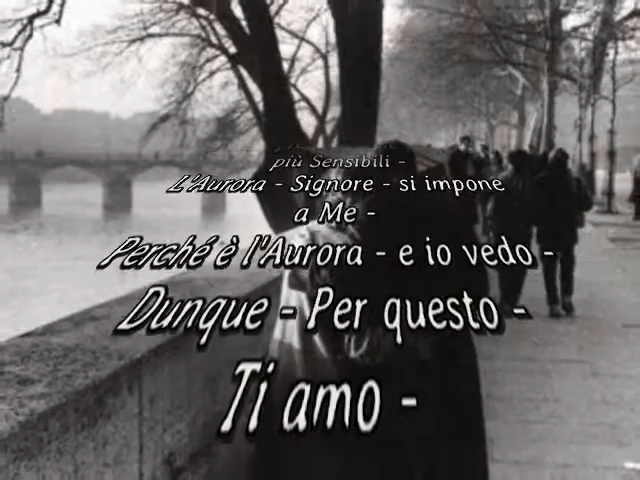 più Sensibili -
L'Aurora - Signore - si impone
a Me -
Perché è l'Aurora - e io vedo -
Dunque - Per questo -
Ti amo -